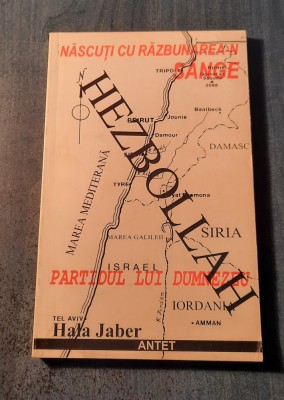 NĂSCUȚI CU RĂZBUNAREA-N
SÂNGE
HEZBOLLAH
TRIPOLI
BEIRUT
Jounie
Baalbeck
Damour
DAMASC
MAREA MEDITERANĂ
TYRE
MAREA GALILEII
SIRIA
ISRAEL
PARTIDUL LUI DUMNEZEU
IORDANIA
TEL AVIV
AMMAN
Hala Jaber
ANTET